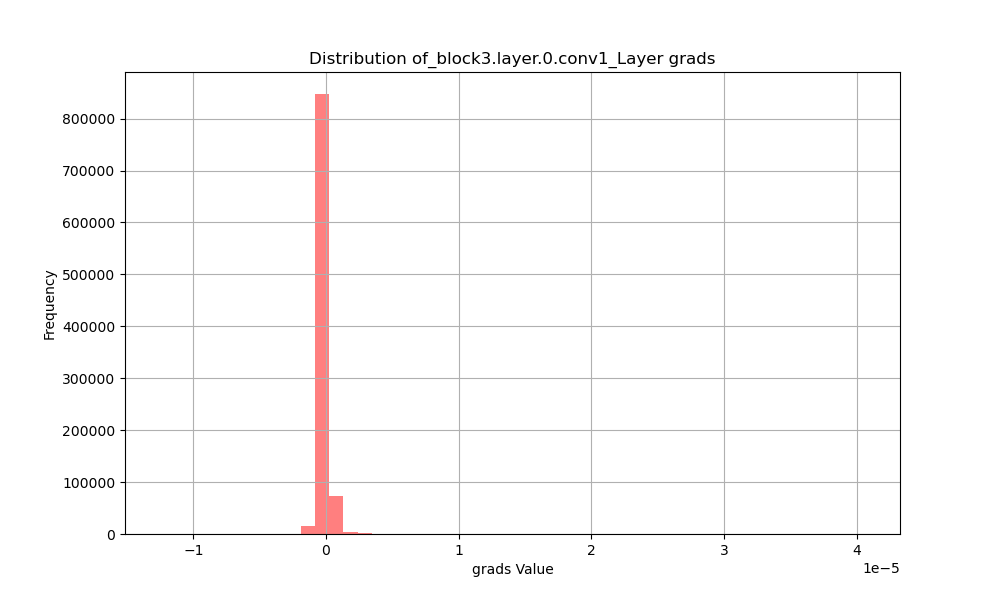 Distribution of_block3.layer.0.conv1_Layer grads
Frequency
800000
700000
600000
500000
400000
300000
200000
100000
0
−1 0 1 2 3 4
1e−5
grads Value